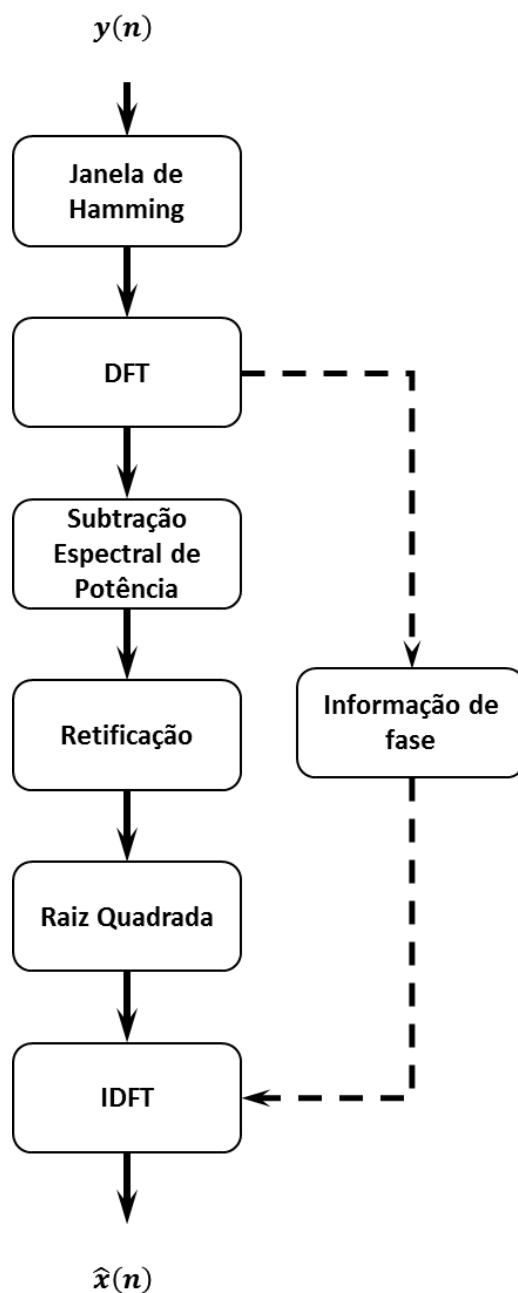 y(n)
Janela de
Hamming
DFT
Subtração
Espectral de
Potência
Informação de
fase
Retificação
Raiz Quadrada
IDFT
x̂(n)